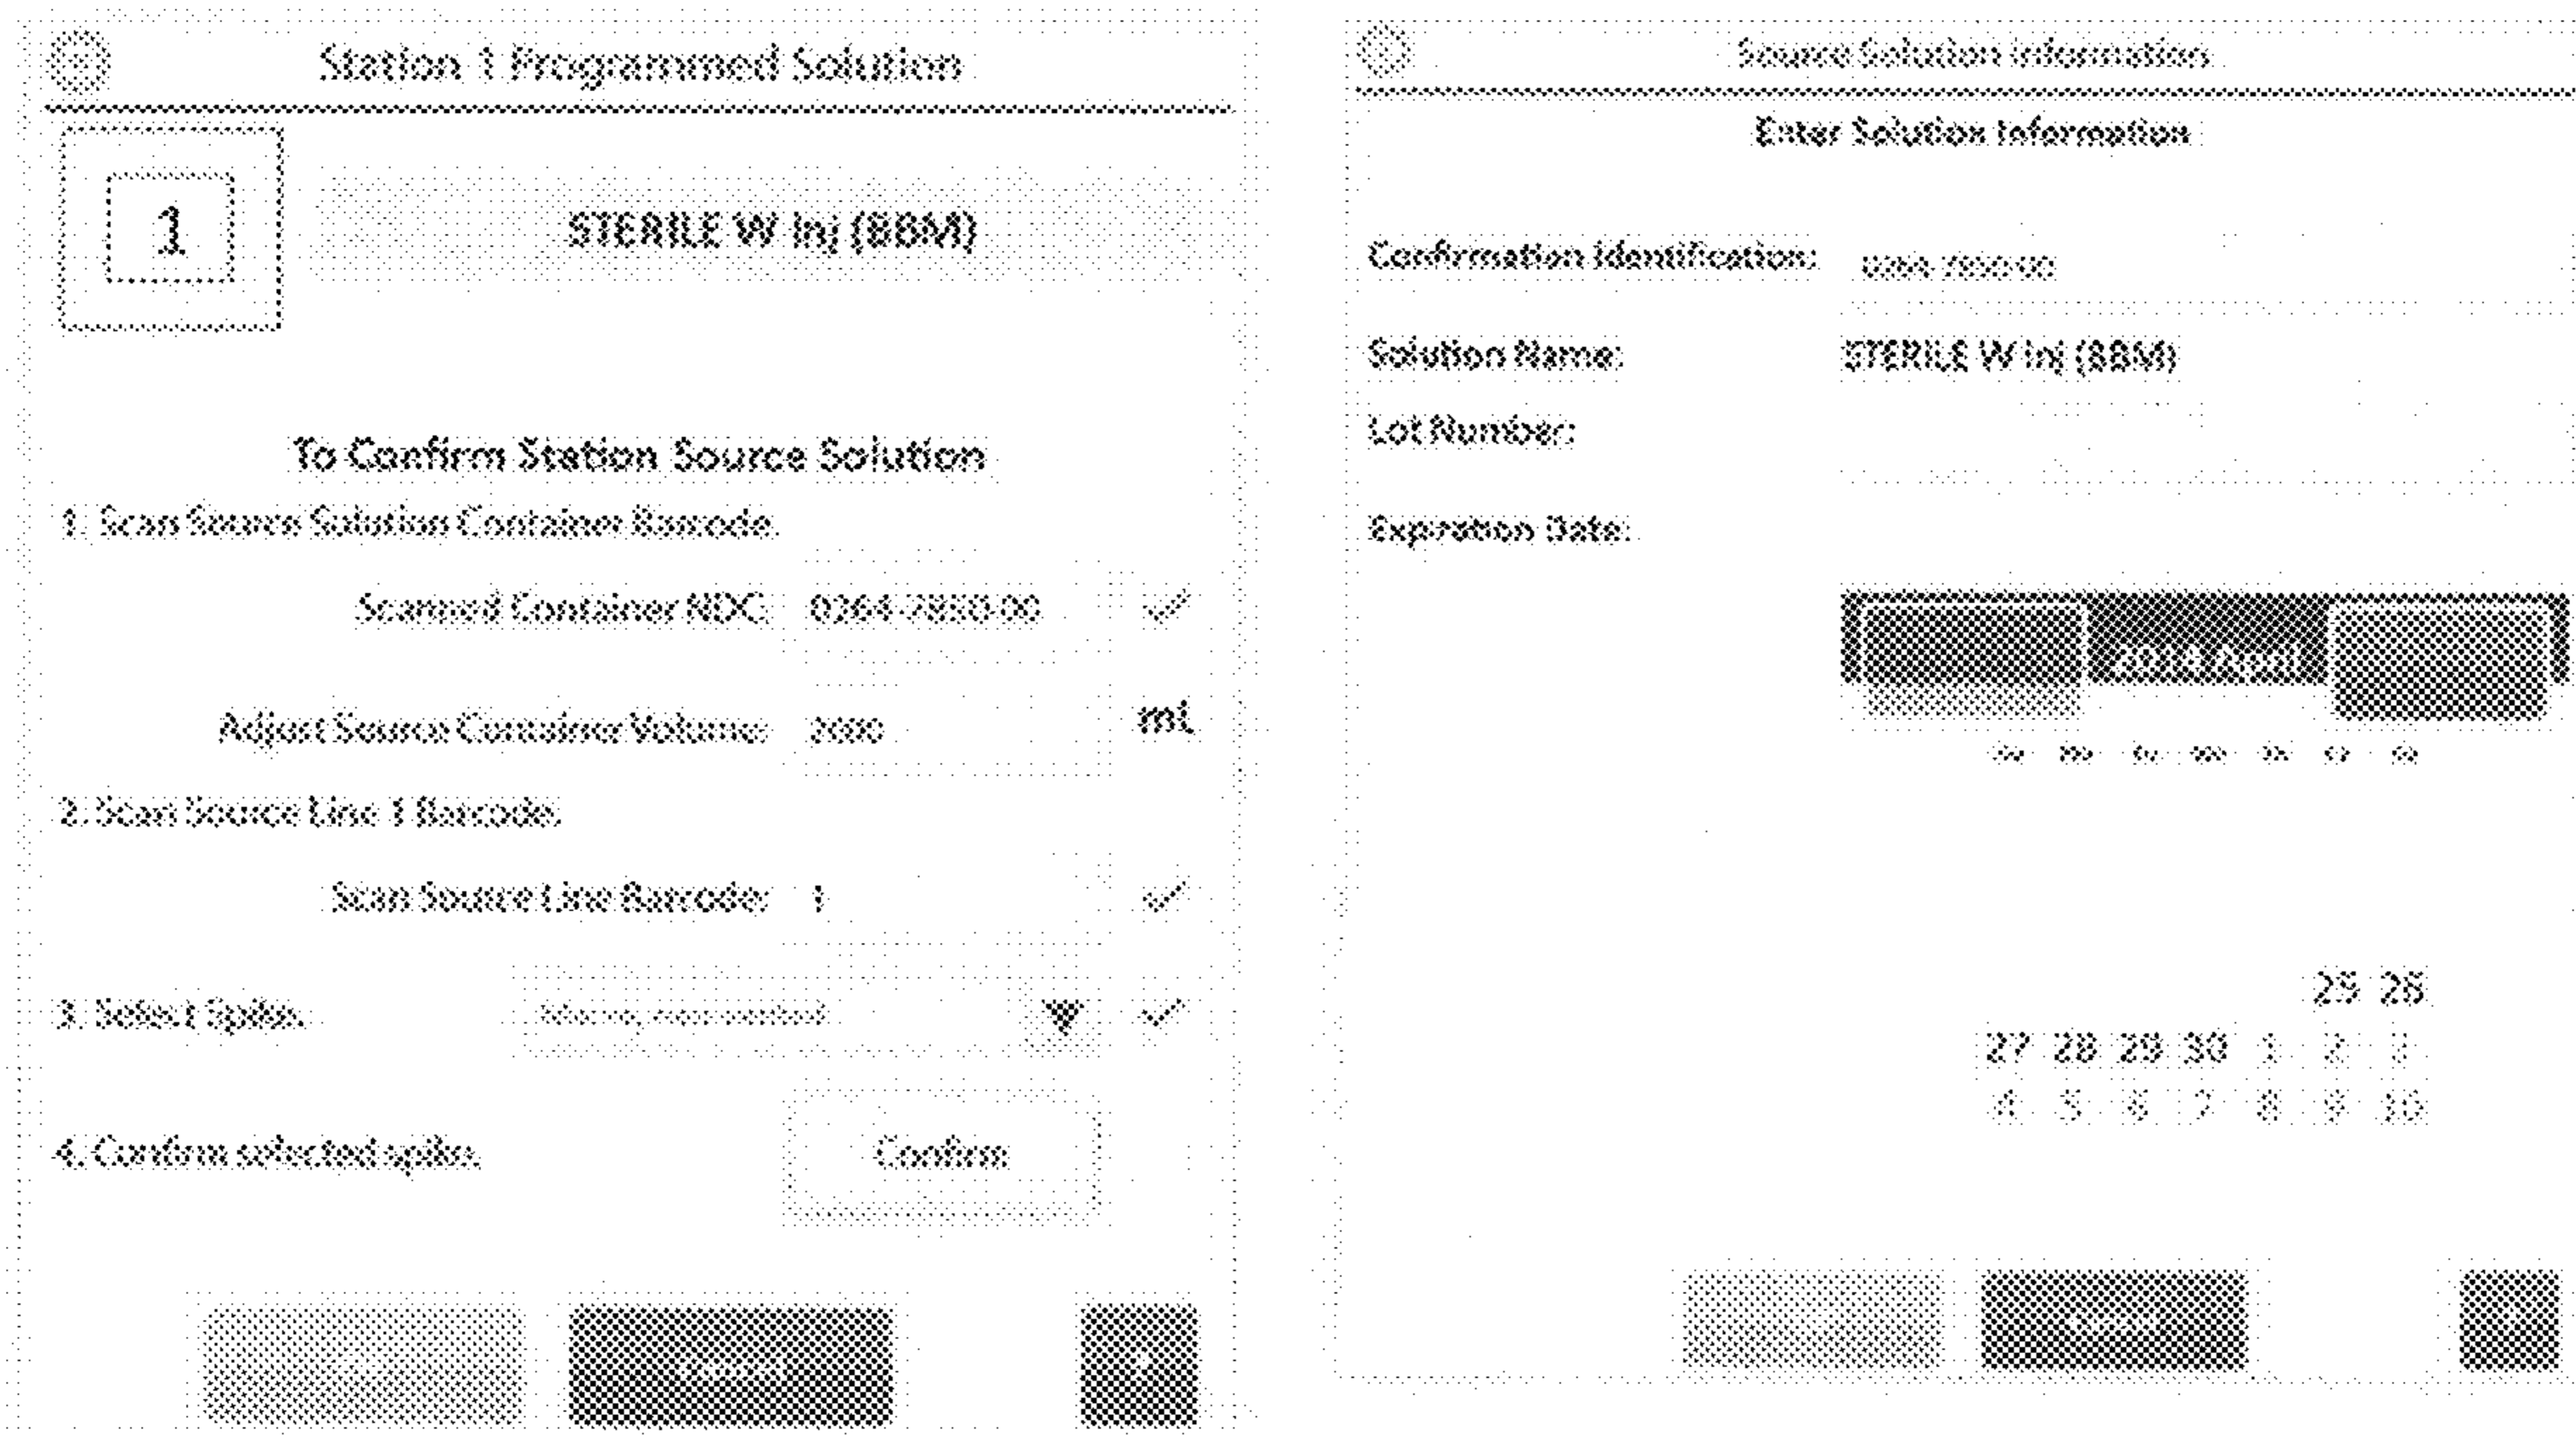 Station 1 Programmed Solution
1
STERILE W Inj (BBM)
To Confirm Station Source Solution
1. Scan Source Solution Container Barcode.
Scanned Container NDC: 0264-7850-00
Adjust Source Container Volume: 2000 mL
2. Scan Source Line 1 Barcode.
Scan Source Line Barcode: 1
3. Select Spike.
4. Confirm selected spike.
Confirm
Source Solution Information
Enter Solution Information
Confirmation Identification: 0264-7850-00
Solution Name: STERILE W Inj (BBM)
Lot Number:
Expiration Date:
25 26
27 28 29 30 1 2 3
4 5 6 7 8 9 10